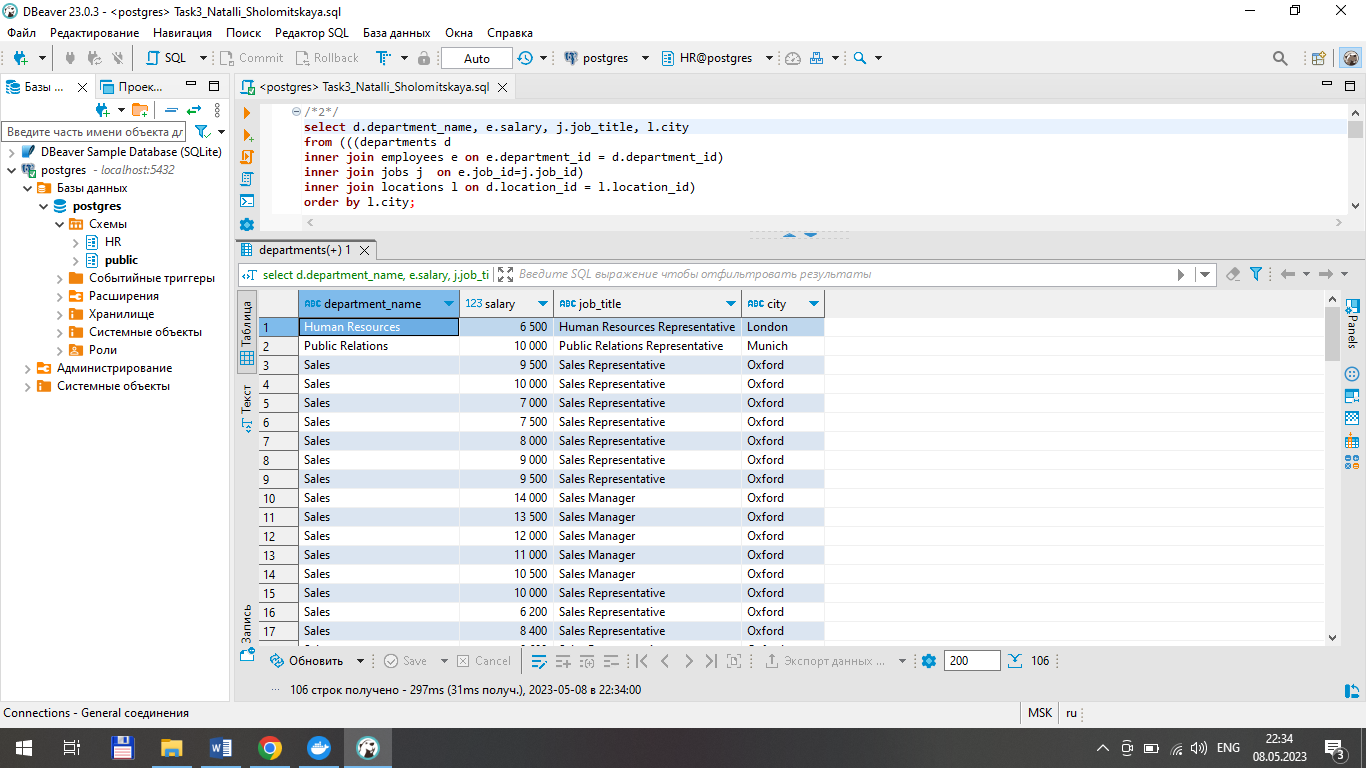 DBeaver 23.0.3 - <postgres> Task3_Natalli_Sholomitskaya.sql
Файл Редактирование Навигация Поиск Редактор SQL База данных Окна Справка
SQL Commit Rollback Auto postgres HR@postgres
Базы ... Проек...
<postgres> Task3_Natalli_Sholomitskaya.sql
Введите часть имени объекта дл
DBeaver Sample Database (SQLite)
postgres - localhost:5432
Базы данных
postgres
Схемы
HR
public
Событийные триггеры
Расширения
Хранилище
Системные объекты
Роли
Администрирование
Системные объекты
/*2*/
select d.department_name, e.salary, j.job_title, l.city
from (((departments d
inner join employees e on e.department_id = d.department_id)
inner join jobs j  on e.job_id=j.job_id)
inner join locations l on d.location_id = l.location_id)
order by l.city;
departments(+) 1
select d.department_name, e.salary, j.job_ti Введите SQL выражение чтобы отфильтровать результаты
Таблица
Текст
Запись
Panels
ABC department_name 123 salary ABC job_title ABC city
1 Human Resources 6 500 Human Resources Representative London
2 Public Relations 10 000 Public Relations Representative Munich
3 Sales 9 500 Sales Representative Oxford
4 Sales 10 000 Sales Representative Oxford
5 Sales 7 000 Sales Representative Oxford
6 Sales 7 500 Sales Representative Oxford
7 Sales 8 000 Sales Representative Oxford
8 Sales 9 000 Sales Representative Oxford
9 Sales 9 500 Sales Representative Oxford
10 Sales 14 000 Sales Manager Oxford
11 Sales 13 500 Sales Manager Oxford
12 Sales 12 000 Sales Manager Oxford
13 Sales 11 000 Sales Manager Oxford
14 Sales 10 500 Sales Manager Oxford
15 Sales 10 000 Sales Representative Oxford
16 Sales 6 200 Sales Representative Oxford
17 Sales 8 400 Sales Representative Oxford
Обновить Save Cancel Экспорт данных ... 200 106
106 строк получено - 297ms (31ms получ.), 2023-05-08 в 22:34:00
Connections - General соединения MSK ru
ENG 22:34
08.05.2023
3